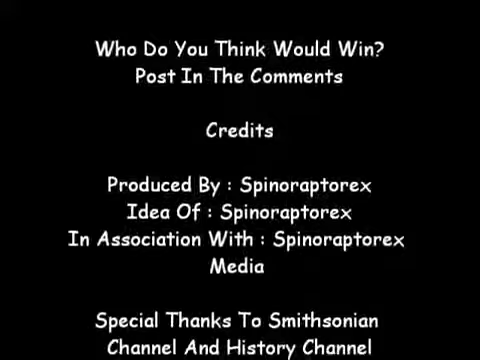 Who Do You Think Would Win?
Post In The Comments
Credits
Produced By : Spinoraptorex
Idea Of : Spinoraptorex
In Association With : Spinoraptorex
Media
Special Thanks To Smithsonian
Channel And History Channel